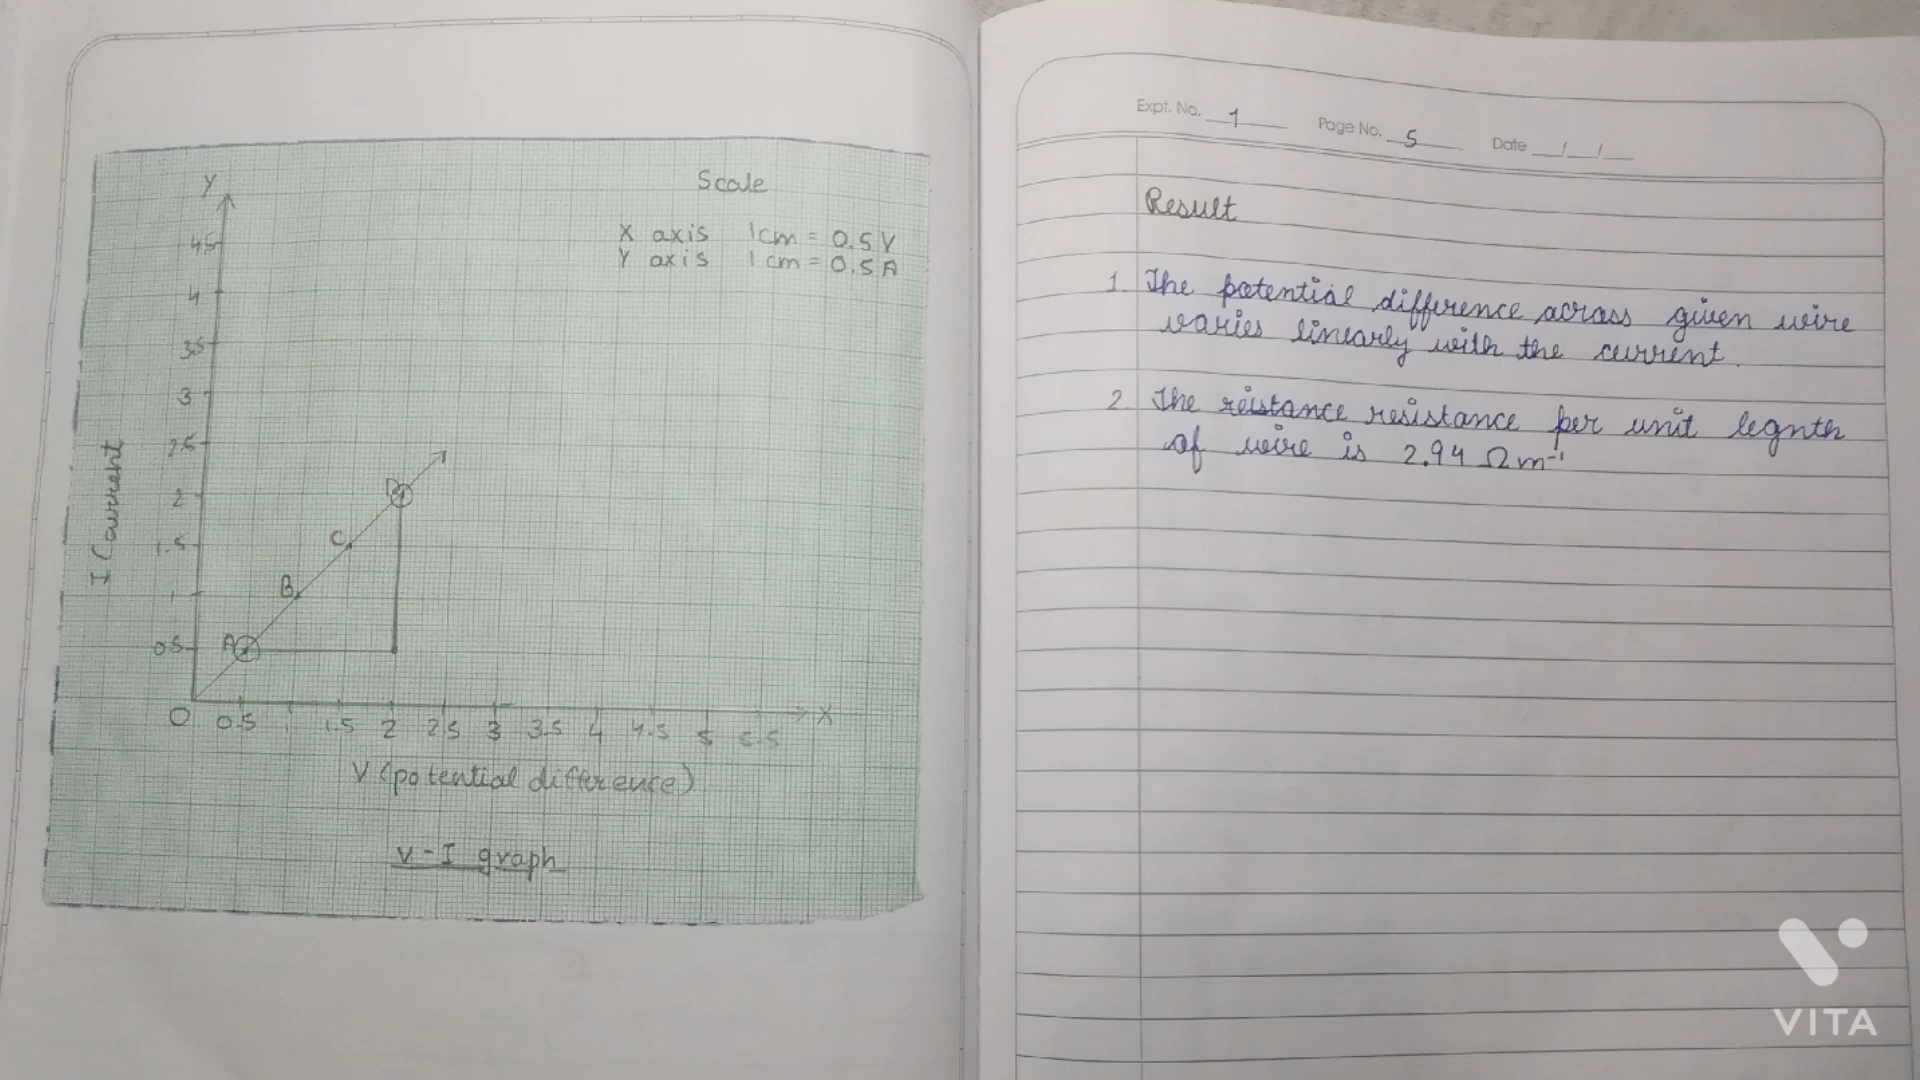 Y
Scale
X axis 1cm = 0.5 V
Y axis 1 cm = 0.5 A
4.5
4
3.5
3
2.5
2
1.5
1
0.5
I (current
D
C
B
A
O 0.5 1 1.5 2 2.5 3 3.5 4 4.5 5 5.5 X
V (potential difference)
V-I graph
Expt. No. 1 Page No. 5 Date / /
Result
1. The potential difference across given wire
varies linearly with the current.
2. The reistance resistance per unit legnth
of wire is 2.94 Ω m⁻¹
VITA